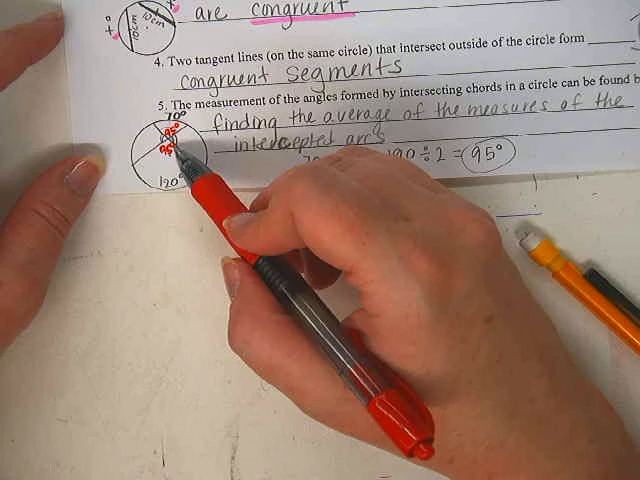 x°
x
10cm
10cm
are congruent
4. Two tangent lines (on the same circle) that intersect outside of the circle form
congruent segments
5. The measurement of the angles formed by intersecting chords in a circle can be found b
70°
95°
95°
120°
finding the average of the measures of the
intercepted arcs
190 ÷ 2 = 95°